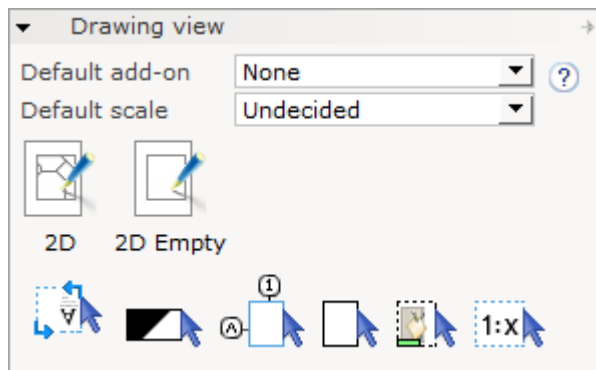 Drawing view
Default add-on None ?
Default scale Undecided
2D 2D Empty
A 1 A 1:x